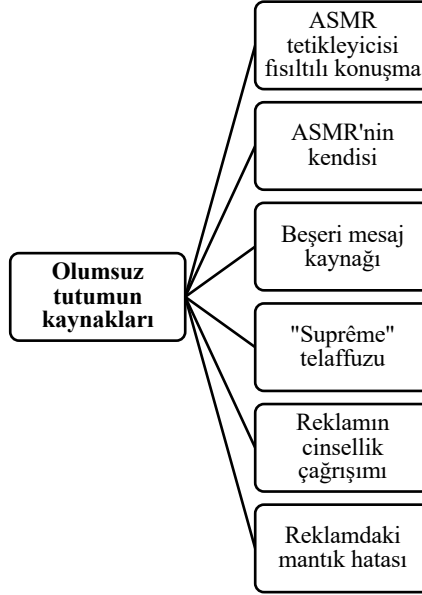 ASMR
tetikleyicisi
fısıltılı konuşma
ASMR'nin
kendisi
Beşeri mesaj
kaynağı
Olumsuz
tutumun
kaynakları
"Suprême"
telaffuzu
Reklamın
cinsellik
çağrışımı
Reklamdaki
mantık hatası